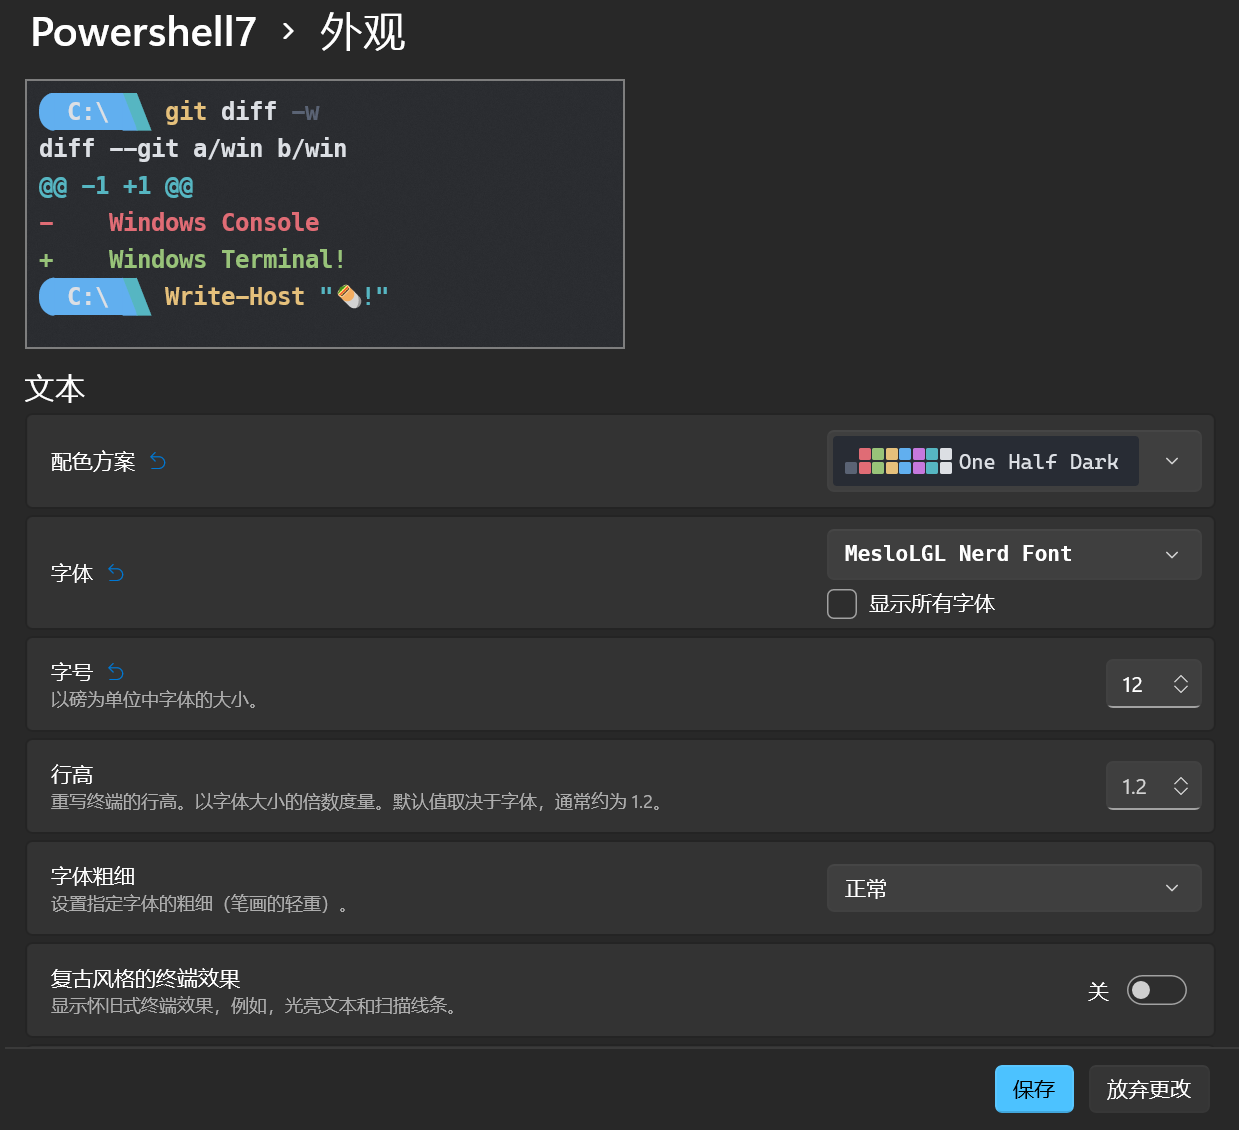 Powershell7 › 外观
C:\ git diff -w
diff --git a/win b/win
@@ -1 +1 @@
-    Windows Console
+    Windows Terminal!
C:\ Write-Host "🌯!"
文本
配色方案
One Half Dark
字体
MesloLGL Nerd Font
显示所有字体
字号
以磅为单位中字体的大小。
12
行高
重写终端的行高。以字体大小的倍数度量。默认值取决于字体，通常约为 1.2。
1.2
字体粗细
设置指定字体的粗细（笔画的轻重）。
正常
复古风格的终端效果
显示怀旧式终端效果，例如，光亮文本和扫描线条。
关
保存
放弃更改